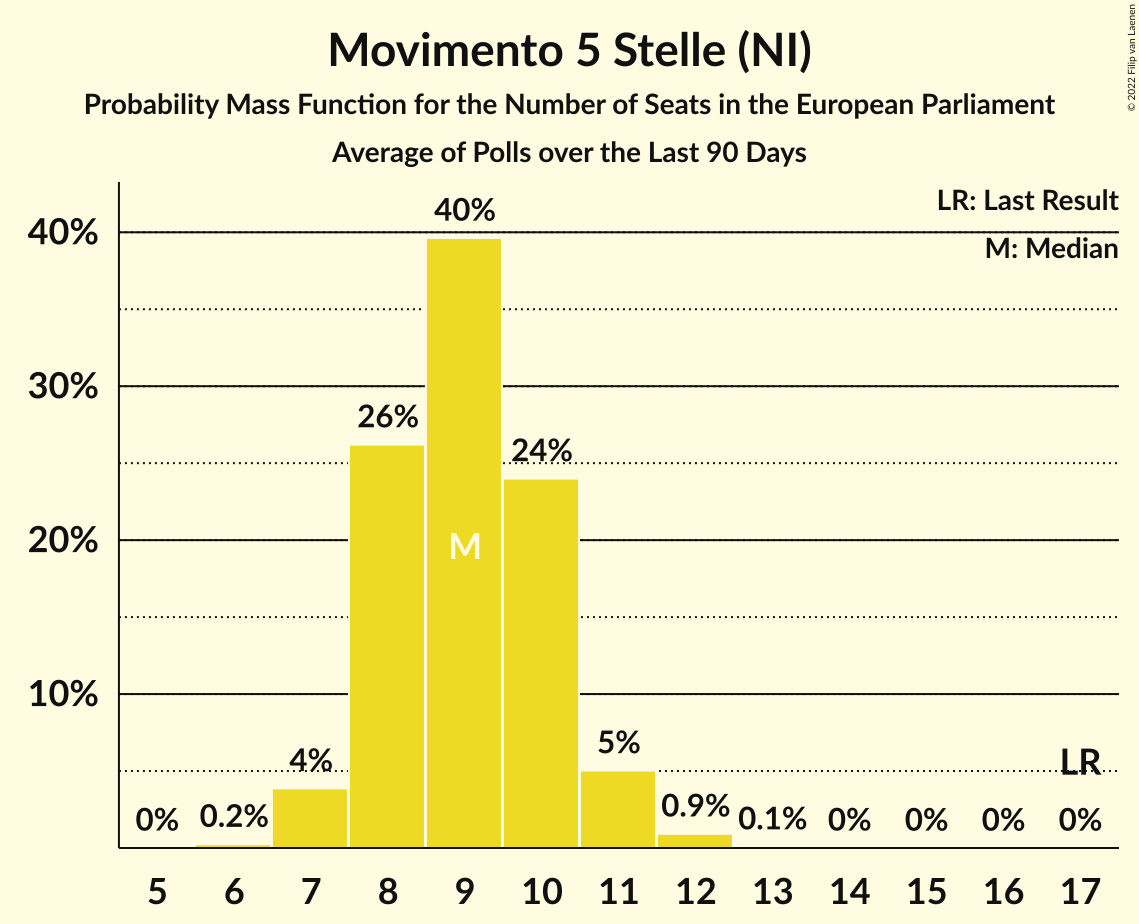 Movimento 5 Stelle (NI)
Probability Mass Function for the Number of Seats in the European Parliament
Average of Polls over the Last 90 Days
© 2022 Filip van Laenen
LR: Last Result
M: Median
40%
30%
20%
10%
0%
0.2%
4%
26%
40%
24%
5%
0.9%
0.1%
0%
0%
0%
0%
M
LR
5 6 7 8 9 10 11 12 13 14 15 16 17